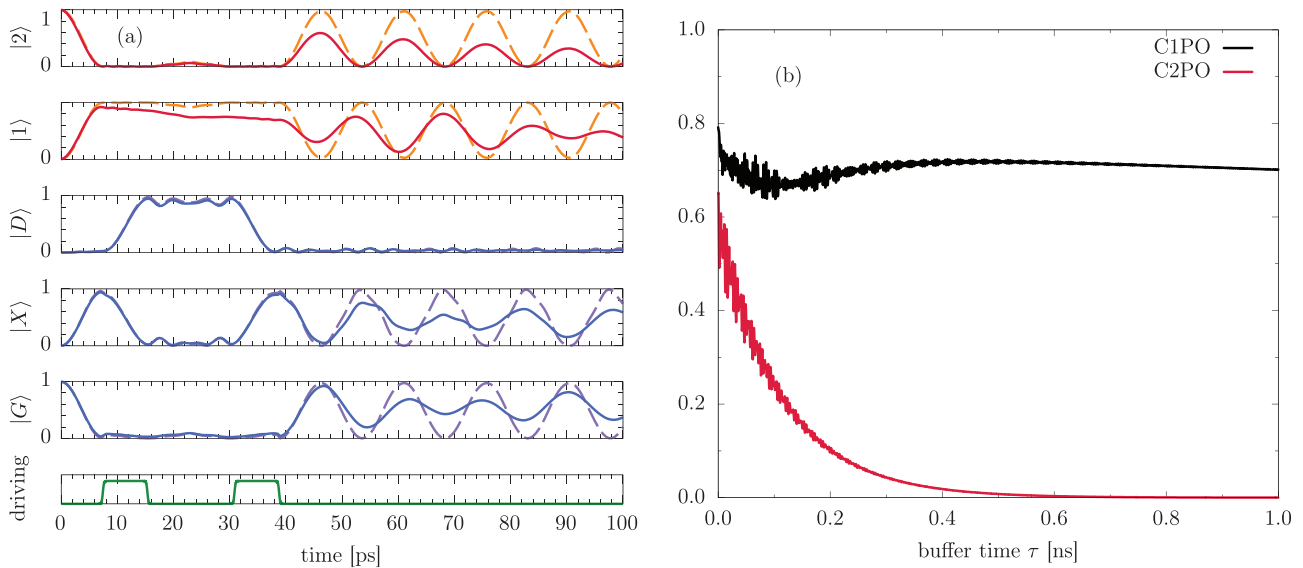 (a)
|2⟩
1
0
|1⟩
1
0
|D⟩
1
0
|X⟩
1
0
|G⟩
1
0
driving
0 10 20 30 40 50 60 70 80 90 100
time [ps]
(b)
C1PO
C2PO
1.0
0.8
0.6
0.4
0.2
0.0
0.0 0.2 0.4 0.6 0.8 1.0
buffer time τ [ns]